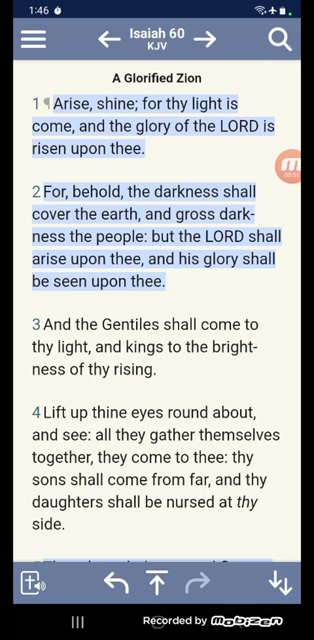 1:46
Isaiah 60
KJV
A Glorified Zion
1 ¶ Arise, shine; for thy light is
come, and the glory of the LORD is
risen upon thee.
2 For, behold, the darkness shall
cover the earth, and gross dark-
ness the people: but the LORD shall
arise upon thee, and his glory shall
be seen upon thee.
3 And the Gentiles shall come to
thy light, and kings to the bright-
ness of thy rising.
4 Lift up thine eyes round about,
and see: all they gather themselves
together, they come to thee: thy
sons shall come from far, and thy
daughters shall be nursed at thy
side.
Recorded by mobizen